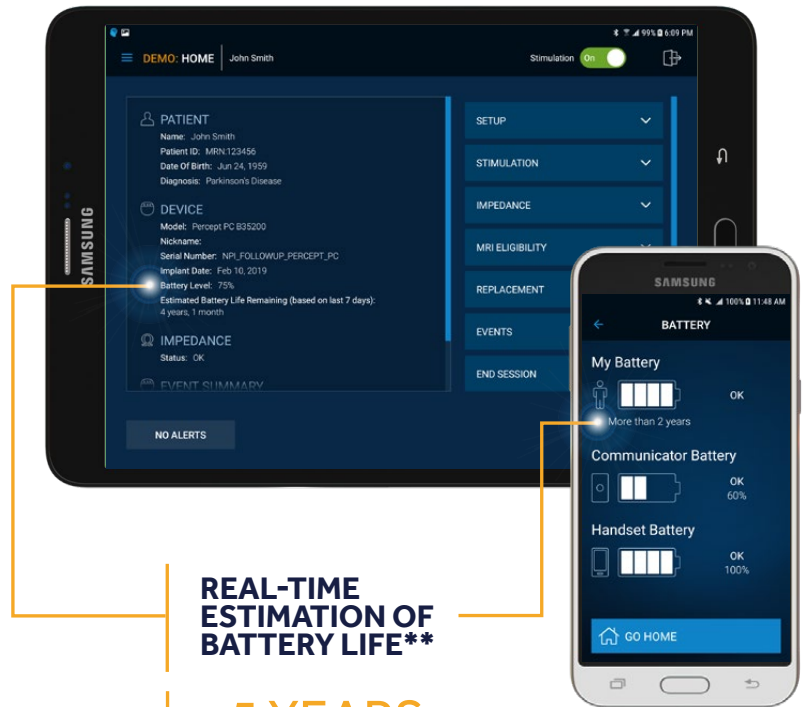 99% 6:09 PM
DEMO: HOME John Smith
Stimulation On
PATIENT
Name: John Smith
Patient ID: MRN:123456
Date Of Birth: Jun 24, 1959
Diagnosis: Parkinson's Disease
DEVICE
Model: Percept PC B35200
Nickname:
Serial Number: NPI_FOLLOWUP_PERCEPT_PC
Implant Date: Feb 10, 2019
Battery Level: 75%
Estimated Battery Life Remaining (based on last 7 days):
4 years, 1 month
IMPEDANCE
Status: OK
EVENT SUMMARY
NO ALERTS
SETUP
STIMULATION
IMPEDANCE
MRI ELIGIBILITY
REPLACEMENT
EVENTS
END SESSION
SAMSUNG
SAMSUNG
100% 11:48 AM
BATTERY
My Battery
OK
More than 2 years
Communicator Battery
OK
60%
Handset Battery
OK
100%
GO HOME
REAL-TIME
ESTIMATION OF
BATTERY LIFE**
5 YEARS